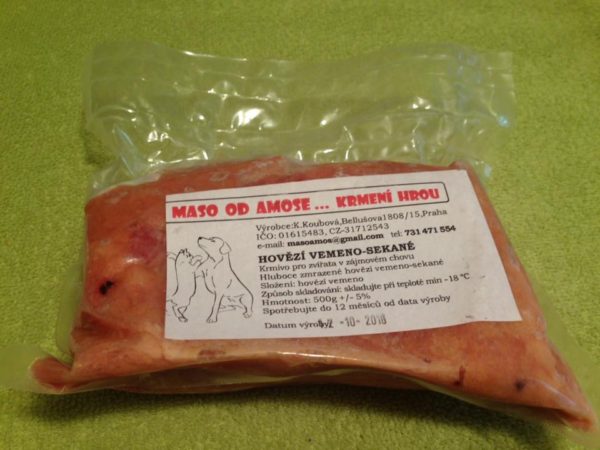 MASO OD AMOSE... KRMENÍ HROU
Výrobce:K.Koubová,Bellušova1808/15,Praha
IČO: 01615483, CZ-31712543
e-mail: masoamos@gmail.com tel: 731 471 554
HOVĚZÍ VEMENO-SEKANÉ
Krmivo pro zvířata v zájmovém chovu
Hluboce zmrazené hovězí vemeno-sekané
Složení: hovězí vemeno
Způsob skladování: skladujte při teplotě min -18 °C
Hmotnost: 500g +/- 5%
Spotřebujte do 12 měsíců od data výroby
Datum výroby: -10- 2018